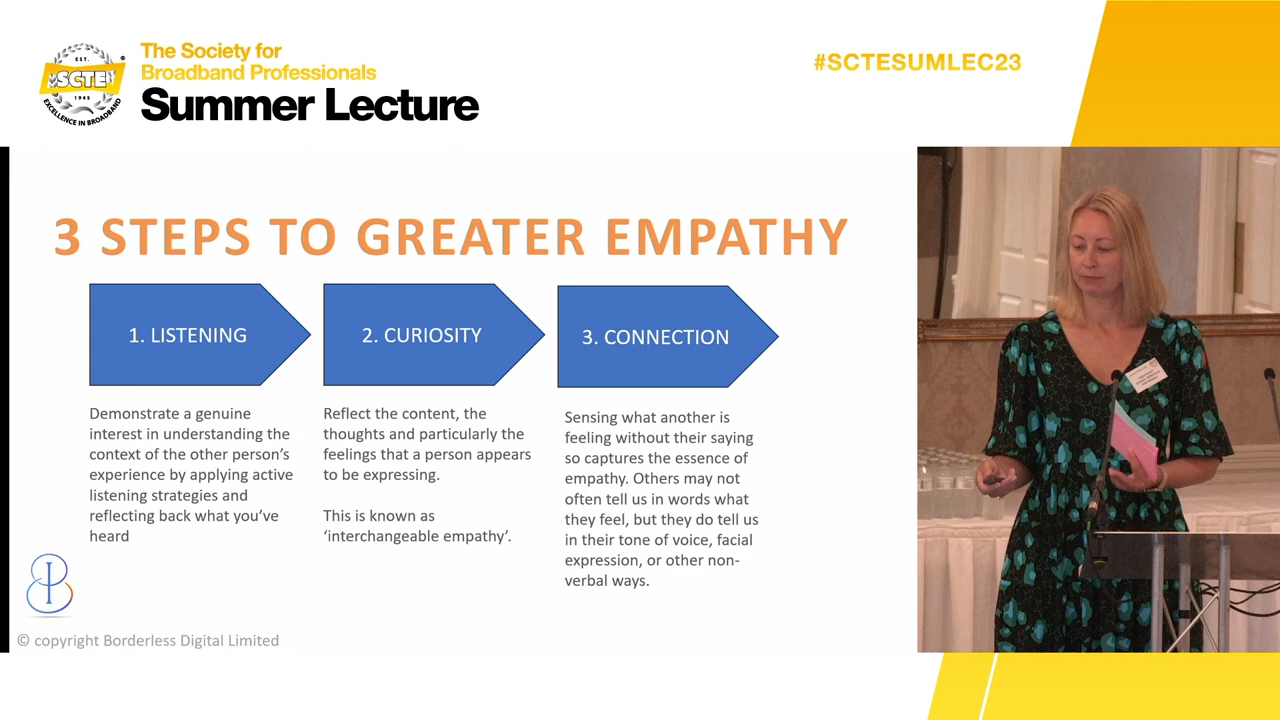 EST.
SCTE
®
1945
EXCELLENCE IN BROADBAND
The Society for
Broadband Professionals
Summer Lecture
#SCTESUMLEC23
3 STEPS TO GREATER EMPATHY
1. LISTENING
Demonstrate a genuine
interest in understanding the
context of the other person’s
experience by applying active
listening strategies and
reflecting back what you’ve
heard
2. CURIOSITY
Reflect the content, the
thoughts and particularly the
feelings that a person appears
to be expressing.
This is known as
‘interchangeable empathy’.
3. CONNECTION
Sensing what another is
feeling without their saying
so captures the essence of
empathy. Others may not
often tell us in words what
they feel, but they do tell us
in their tone of voice, facial
expression, or other non-
verbal ways.
© copyright Borderless Digital Limited